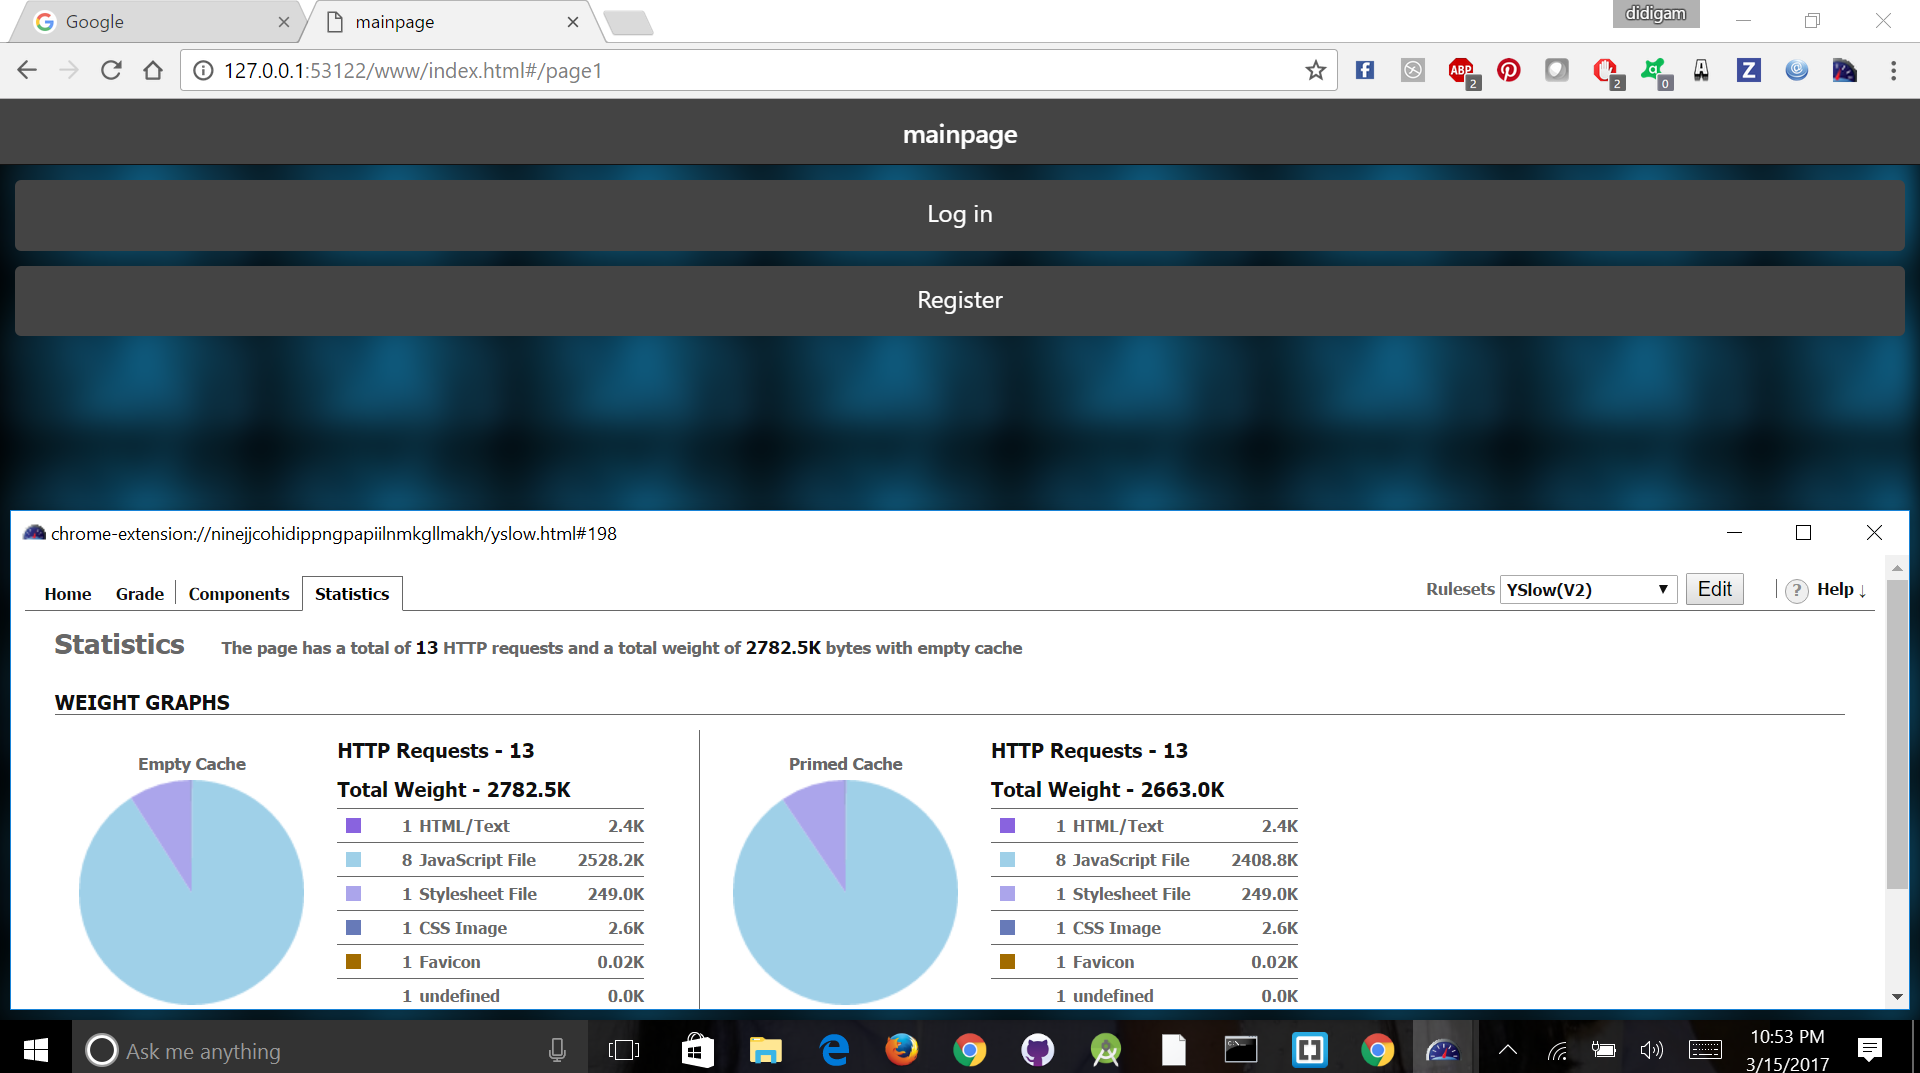 Google
mainpage
didigam
127.0.0.1:53122/www/index.html#/page1
ABP
2
2
0
Z
mainpage
Log in
Register
chrome-extension://ninejjcohidippngpapiilnmkgllmakh/yslow.html#198
Home Grade Components Statistics
Rulesets YSlow(V2) Edit ? Help ↓
Statistics The page has a total of 13 HTTP requests and a total weight of 2782.5K bytes with empty cache
WEIGHT GRAPHS
Empty Cache
HTTP Requests - 13
Total Weight - 2782.5K
1 HTML/Text 2.4K
8 JavaScript File 2528.2K
1 Stylesheet File 249.0K
1 CSS Image 2.6K
1 Favicon 0.02K
1 undefined 0.0K
Primed Cache
HTTP Requests - 13
Total Weight - 2663.0K
1 HTML/Text 2.4K
8 JavaScript File 2408.8K
1 Stylesheet File 249.0K
1 CSS Image 2.6K
1 Favicon 0.02K
1 undefined 0.0K
Ask me anything
10:53 PM
3/15/2017